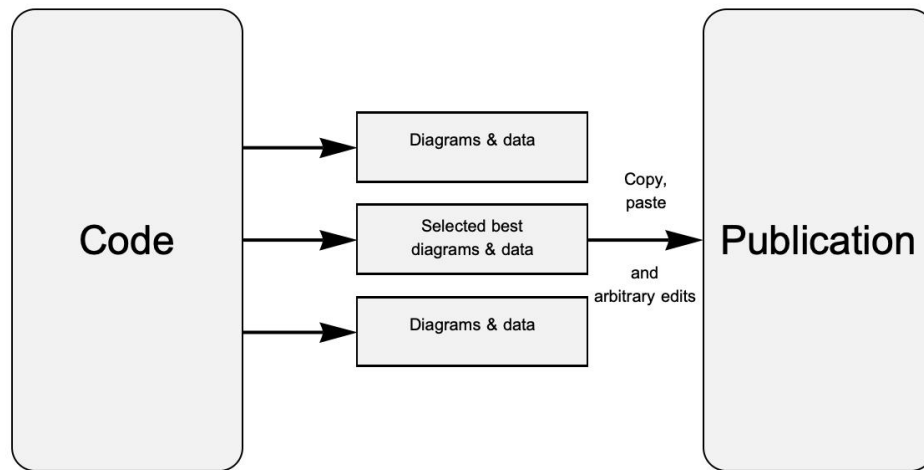 Code
Diagrams & data
Selected best
diagrams & data
Diagrams & data
Copy,
paste
and
arbitrary edits
Publication